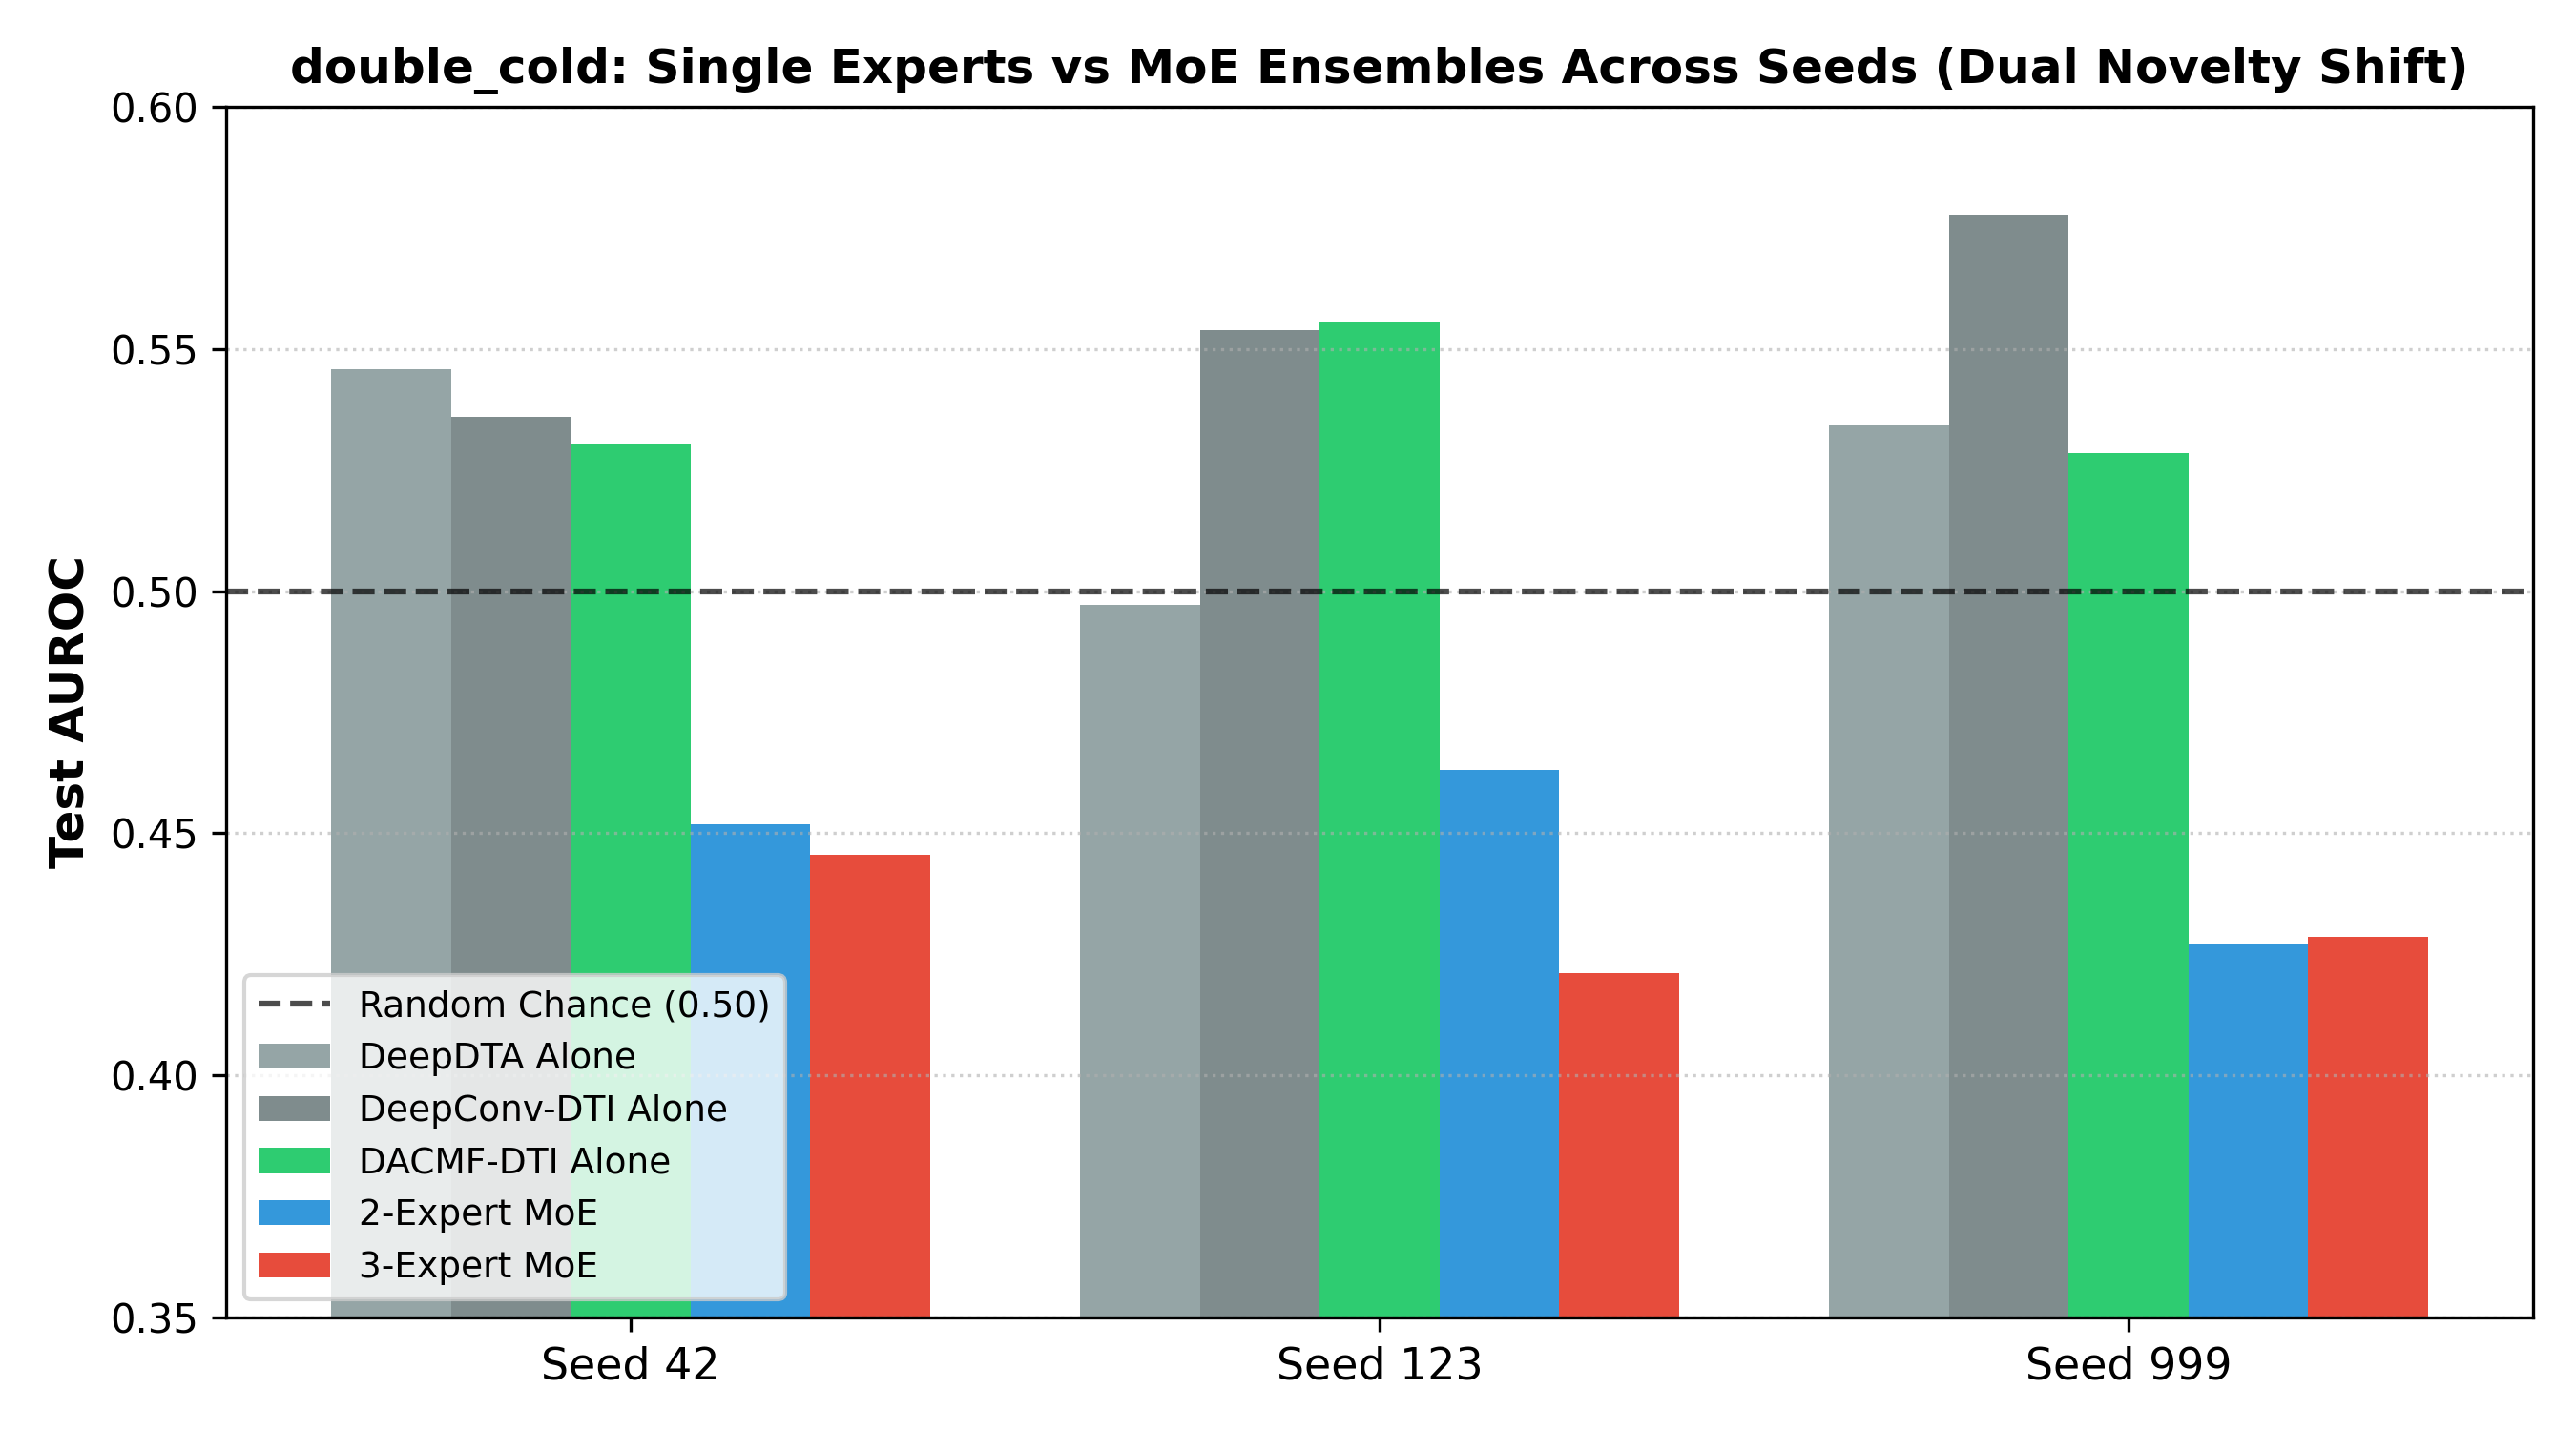 double_cold: Single Experts vs MoE Ensembles Across Seeds (Dual Novelty Shift)
Test AUROC
0.60
0.55
0.50
0.45
0.40
0.35
Random Chance (0.50)
DeepDTA Alone
DeepConv-DTI Alone
DACMF-DTI Alone
2-Expert MoE
3-Expert MoE
Seed 42
Seed 123
Seed 999